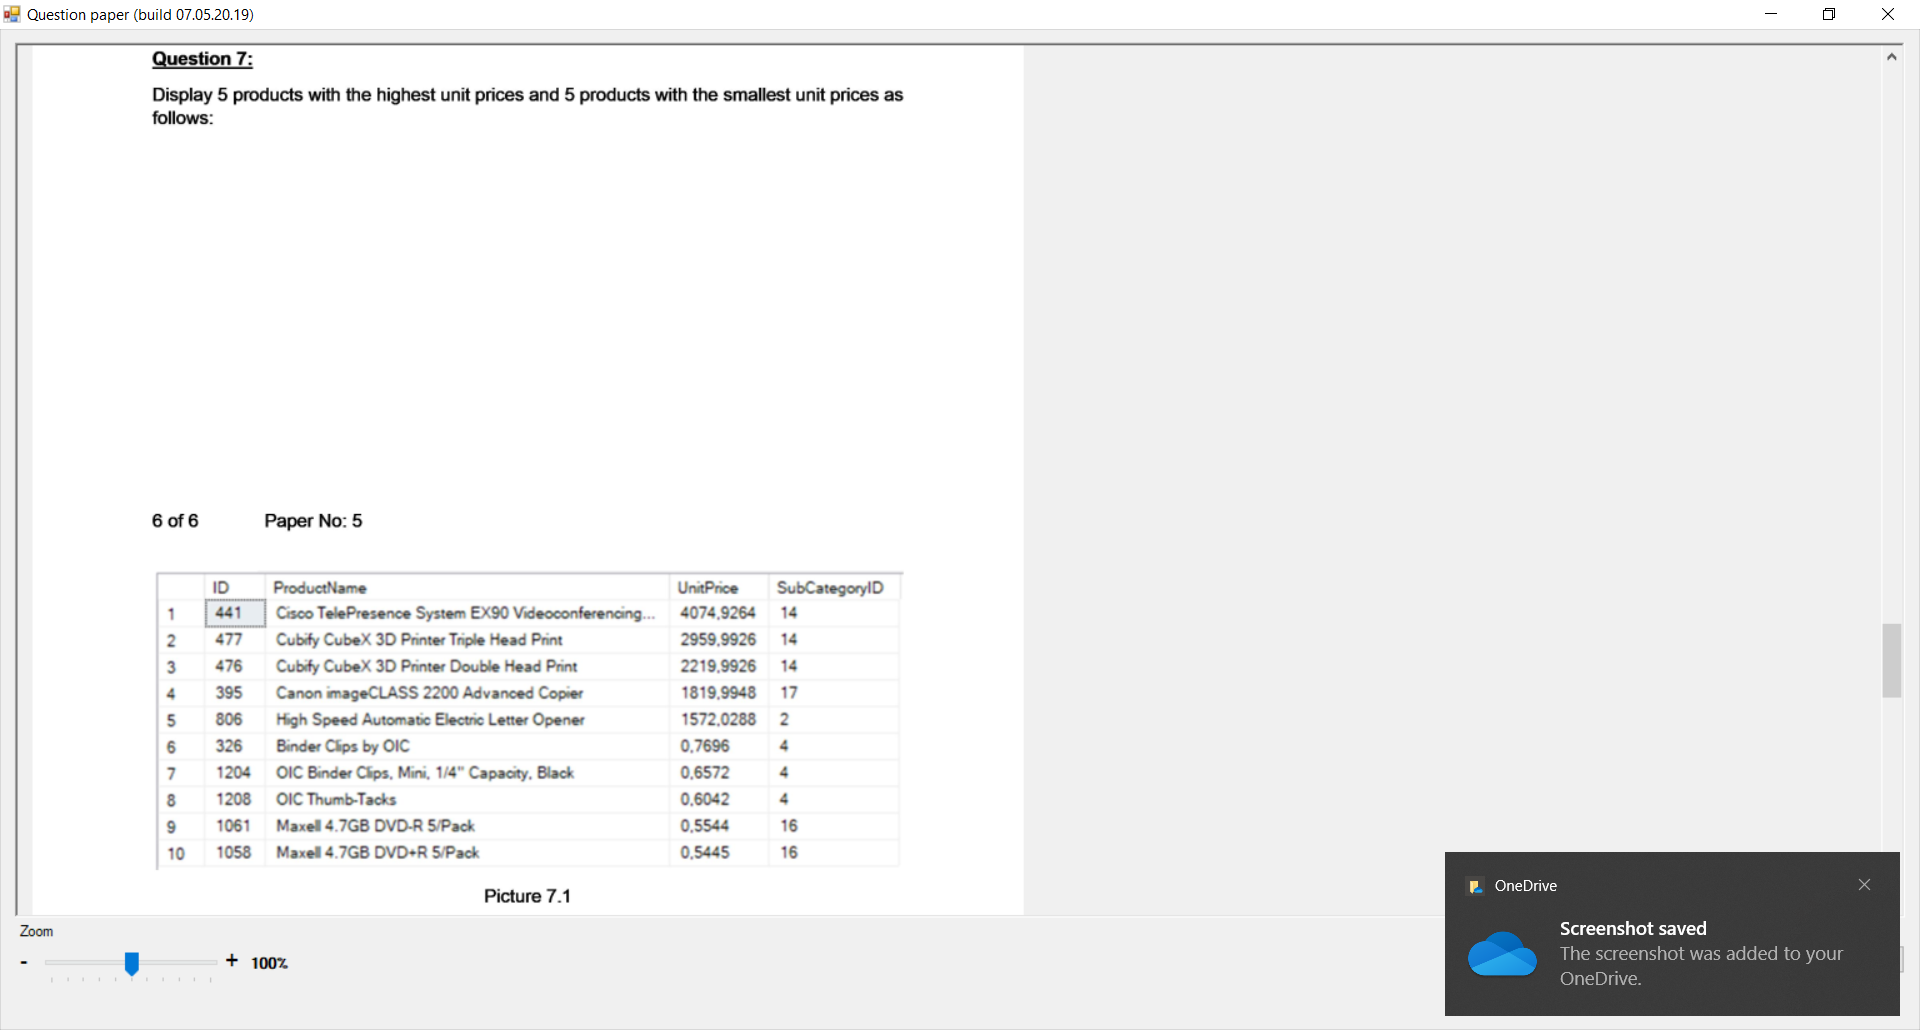 Question paper (build 07.05.20.19)
Question 7:
Display 5 products with the highest unit prices and 5 products with the smallest unit prices as
follows:
6 of 6 Paper No: 5
ID ProductName UnitPrice SubCategoryID
1 441 Cisco TelePresence System EX90 Videoconferencing... 4074,9264 14
2 477 Cubify CubeX 3D Printer Triple Head Print 2959,9926 14
3 476 Cubify CubeX 3D Printer Double Head Print 2219,9926 14
4 395 Canon imageCLASS 2200 Advanced Copier 1819,9948 17
5 806 High Speed Automatic Electric Letter Opener 1572,0288 2
6 326 Binder Clips by OIC 0,7696 4
7 1204 OIC Binder Clips, Mini, 1/4" Capacity, Black 0,6572 4
8 1208 OIC Thumb-Tacks 0,6042 4
9 1061 Maxell 4.7GB DVD-R 5/Pack 0,5544 16
10 1058 Maxell 4.7GB DVD+R 5/Pack 0,5445 16
Picture 7.1
Zoom
- + 100%
OneDrive
Screenshot saved
The screenshot was added to your
OneDrive.